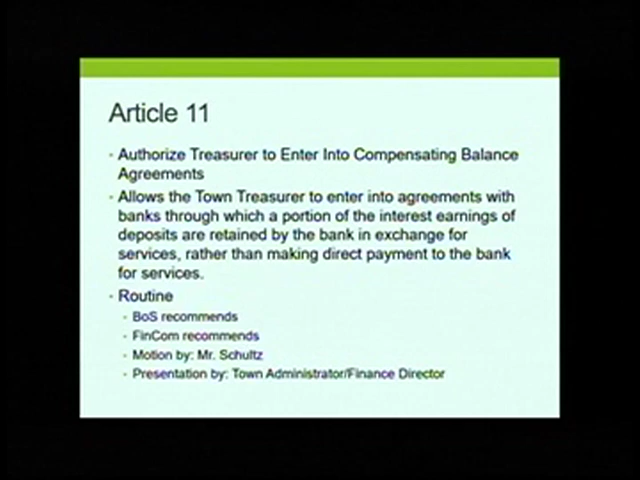 Article 11
· Authorize Treasurer to Enter Into Compensating Balance
Agreements
· Allows the Town Treasurer to enter into agreements with
banks through which a portion of the interest earnings of
deposits are retained by the bank in exchange for
services, rather than making direct payment to the bank
for services.
· Routine
· BoS recommends
· FinCom recommends
· Motion by: Mr. Schultz
· Presentation by: Town Administrator/Finance Director